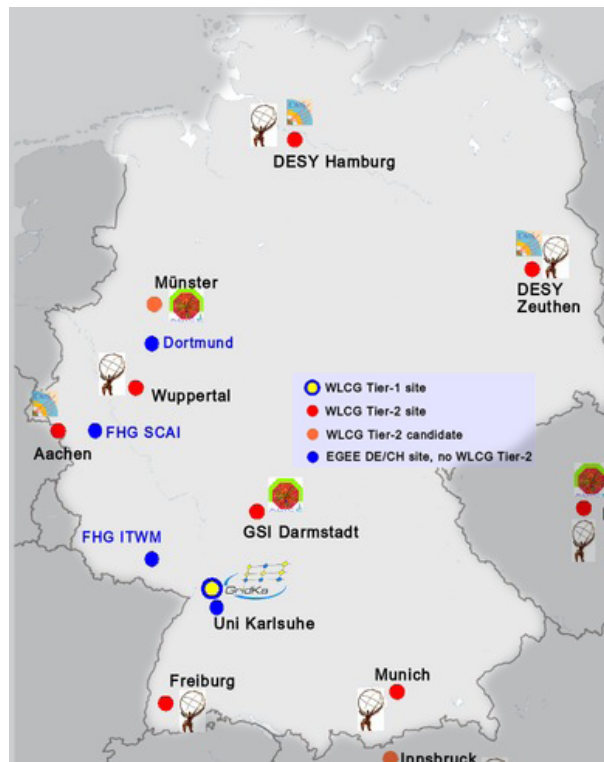 DESY Hamburg
DESY
Zeuthen
Münster
Dortmund
Wuppertal
WLCG Tier-1 site
WLCG Tier-2 site
WLCG Tier-2 candidate
EGEE DE/CH site, no WLCG Tier-2
Aachen
FHG SCAI
GSI Darmstadt
FHG ITWM
GridKa
Uni Karlsuhe
Freiburg
Munich
Innsbruck